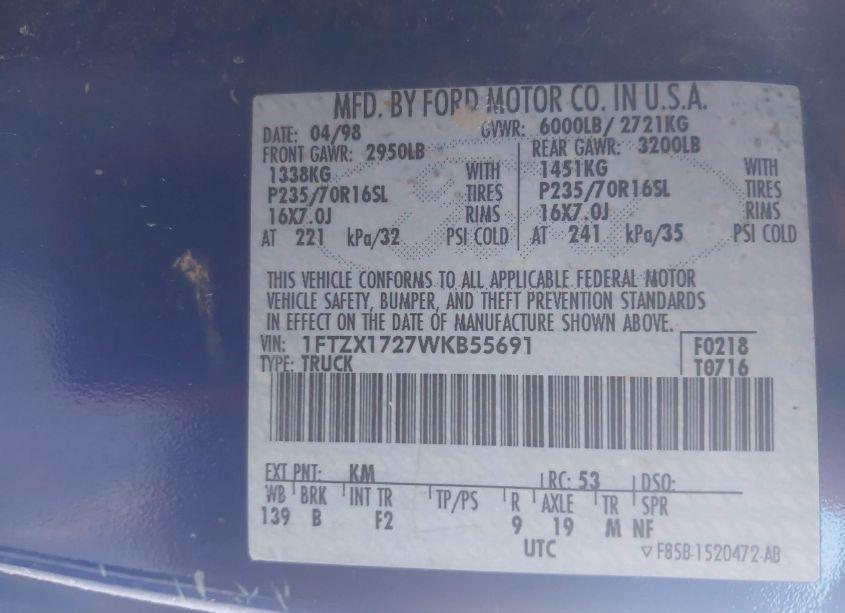 MFD. BY FORD MOTOR CO. IN U.S.A.
DATE: 04/98 GVWR: 6000LB/ 2721KG
FRONT GAWR: 2950LB REAR GAWR: 3200LB
1338KG WITH 1451KG WITH
P235/70R16SL TIRES P235/70R16SL TIRES
16X7.0J RIMS 16X7.0J RIMS
AT 221 kPa/32 PSI COLD AT 241 kPa/35 PSI COLD
THIS VEHICLE CONFORMS TO ALL APPLICABLE FEDERAL MOTOR
VEHICLE SAFETY, BUMPER, AND THEFT PREVENTION STANDARDS
IN EFFECT ON THE DATE OF MANUFACTURE SHOWN ABOVE.
VIN: 1FTZX1727WKB55691 F0218
TYPE: TRUCK T0716
EXT PNT: KM RC: 53 DSO:
WB BRK INT TR TP/PS R AXLE TR SPR
139 B F2 9 19 M NF
UTC ▽ F85B-1520472-AB